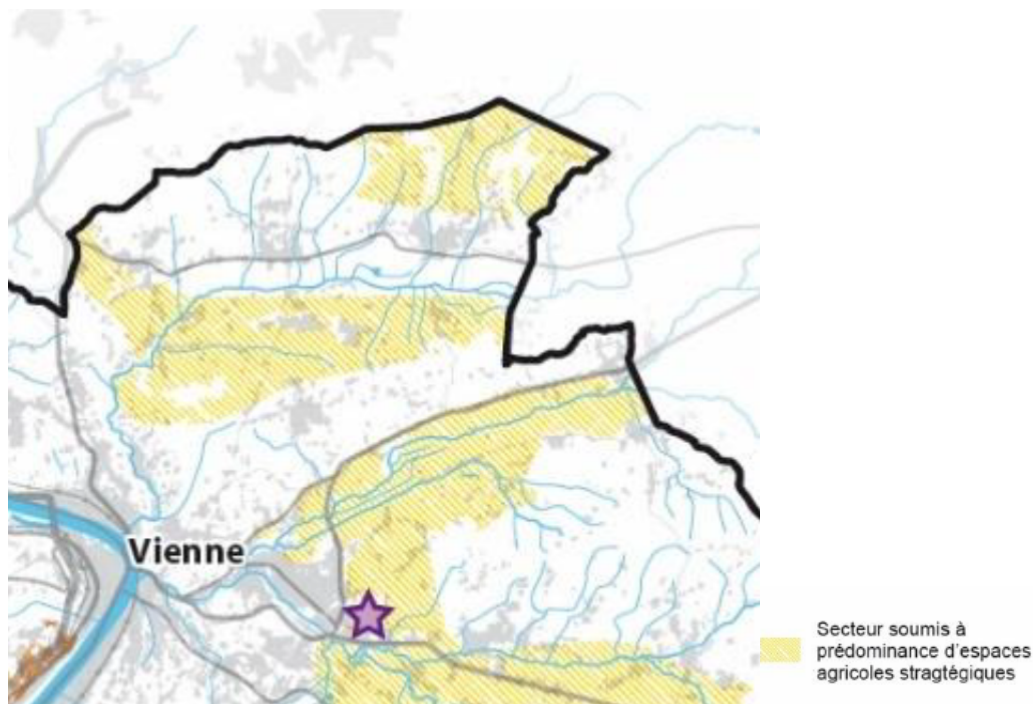 Vienne
Secteur soumis à
prédominance d'espaces
agricoles stragtégiques